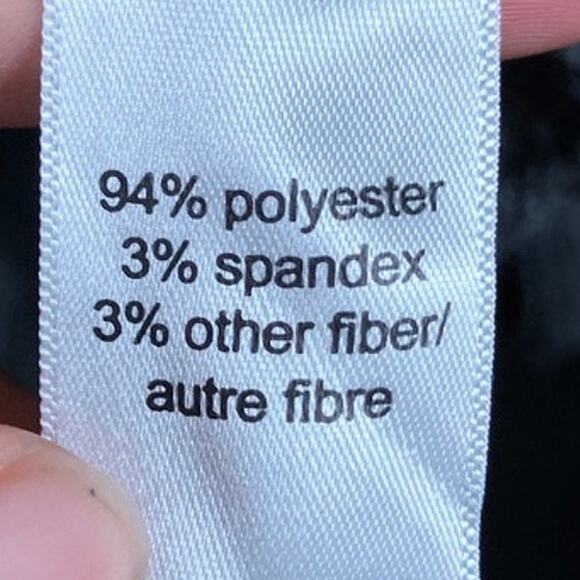 94% polyester
3% spandex
3% other fiber/
autre fibre